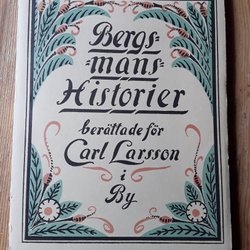 Bergs-
=mans=
Historier
berättade för
Carl Larsson
i
By